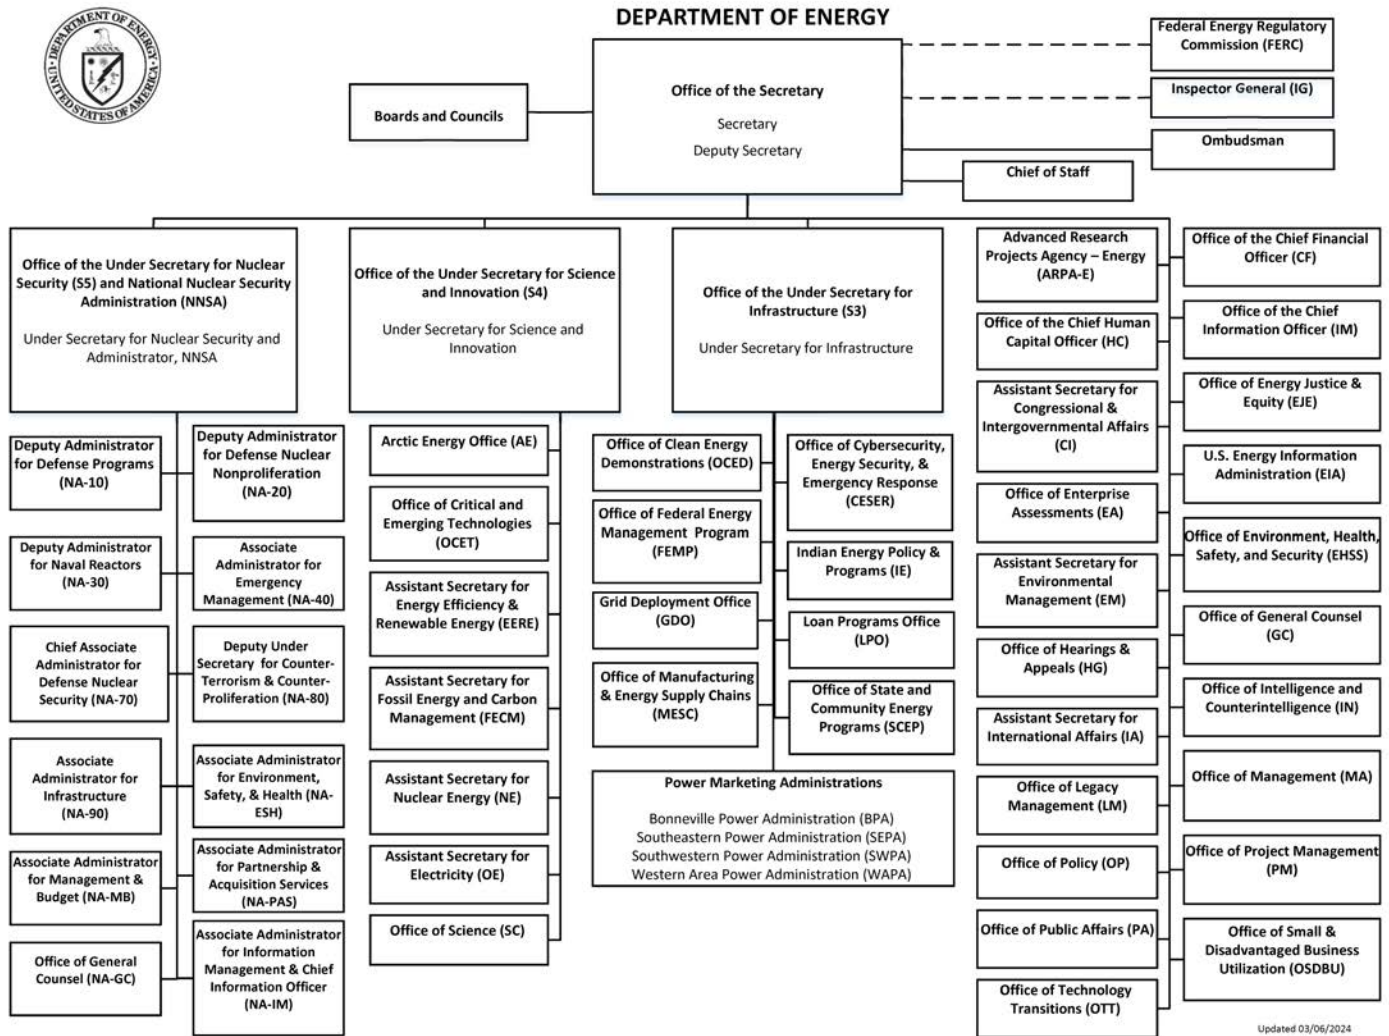 DEPARTMENT OF ENERGY
DEPARTMENT OF ENERGY
UNITED STATES OF AMERICA
Federal Energy Regulatory
Commission (FERC)
Inspector General (IG)
Ombudsman
Chief of Staff
Boards and Councils
Office of the Secretary
Secretary
Deputy Secretary
Office of the Under Secretary for Nuclear
Security (S5) and National Nuclear Security
Administration (NNSA)
Under Secretary for Nuclear Security and
Administrator, NNSA
Deputy Administrator
for Defense Programs
(NA-10)
Deputy Administrator
for Defense Nuclear
Nonproliferation
(NA-20)
Deputy Administrator
for Naval Reactors
(NA-30)
Associate
Administrator for
Emergency
Management (NA-40)
Chief Associate
Administrator for
Defense Nuclear
Security (NA-70)
Deputy Under
Secretary for Counter-
Terrorism & Counter-
Proliferation (NA-80)
Associate
Administrator for
Infrastructure
(NA-90)
Associate Administrator
for Environment,
Safety, & Health (NA-
ESH)
Associate Administrator
for Management &
Budget (NA-MB)
Associate Administrator
for Partnership &
Acquisition Services
(NA-PAS)
Office of General
Counsel (NA-GC)
Associate Administrator
for Information
Management & Chief
Information Officer
(NA-IM)
Office of the Under Secretary for Science
and Innovation (S4)
Under Secretary for Science and
Innovation
Arctic Energy Office (AE)
Office of Critical and
Emerging Technologies
(OCET)
Assistant Secretary for
Energy Efficiency &
Renewable Energy (EERE)
Assistant Secretary for
Fossil Energy and Carbon
Management (FECM)
Assistant Secretary for
Nuclear Energy (NE)
Assistant Secretary for
Electricity (OE)
Office of Science (SC)
Office of the Under Secretary for
Infrastructure (S3)
Under Secretary for Infrastructure
Office of Clean Energy
Demonstrations (OCED)
Office of Cybersecurity,
Energy Security, &
Emergency Response
(CESER)
Office of Federal Energy
Management Program
(FEMP)
Indian Energy Policy &
Programs (IE)
Grid Deployment Office
(GDO)
Loan Programs Office
(LPO)
Office of Manufacturing
& Energy Supply Chains
(MESC)
Office of State and
Community Energy
Programs (SCEP)
Power Marketing Administrations
Bonneville Power Administration (BPA)
Southeastern Power Administration (SEPA)
Southwestern Power Administration (SWPA)
Western Area Power Administration (WAPA)
Advanced Research
Projects Agency – Energy
(ARPA-E)
Office of the Chief Financial
Officer (CF)
Office of the Chief Human
Capital Officer (HC)
Office of the Chief
Information Officer (IM)
Assistant Secretary for
Congressional &
Intergovernmental Affairs
(CI)
Office of Energy Justice &
Equity (EJE)
U.S. Energy Information
Administration (EIA)
Office of Enterprise
Assessments (EA)
Office of Environment, Health,
Safety, and Security (EHSS)
Assistant Secretary for
Environmental
Management (EM)
Office of General Counsel
(GC)
Office of Hearings &
Appeals (HG)
Office of Intelligence and
Counterintelligence (IN)
Assistant Secretary for
International Affairs (IA)
Office of Management (MA)
Office of Legacy
Management (LM)
Office of Project Management
(PM)
Office of Policy (OP)
Office of Public Affairs (PA)
Office of Small &
Disadvantaged Business
Utilization (OSDBU)
Office of Technology
Transitions (OTT)
Updated 03/06/2024